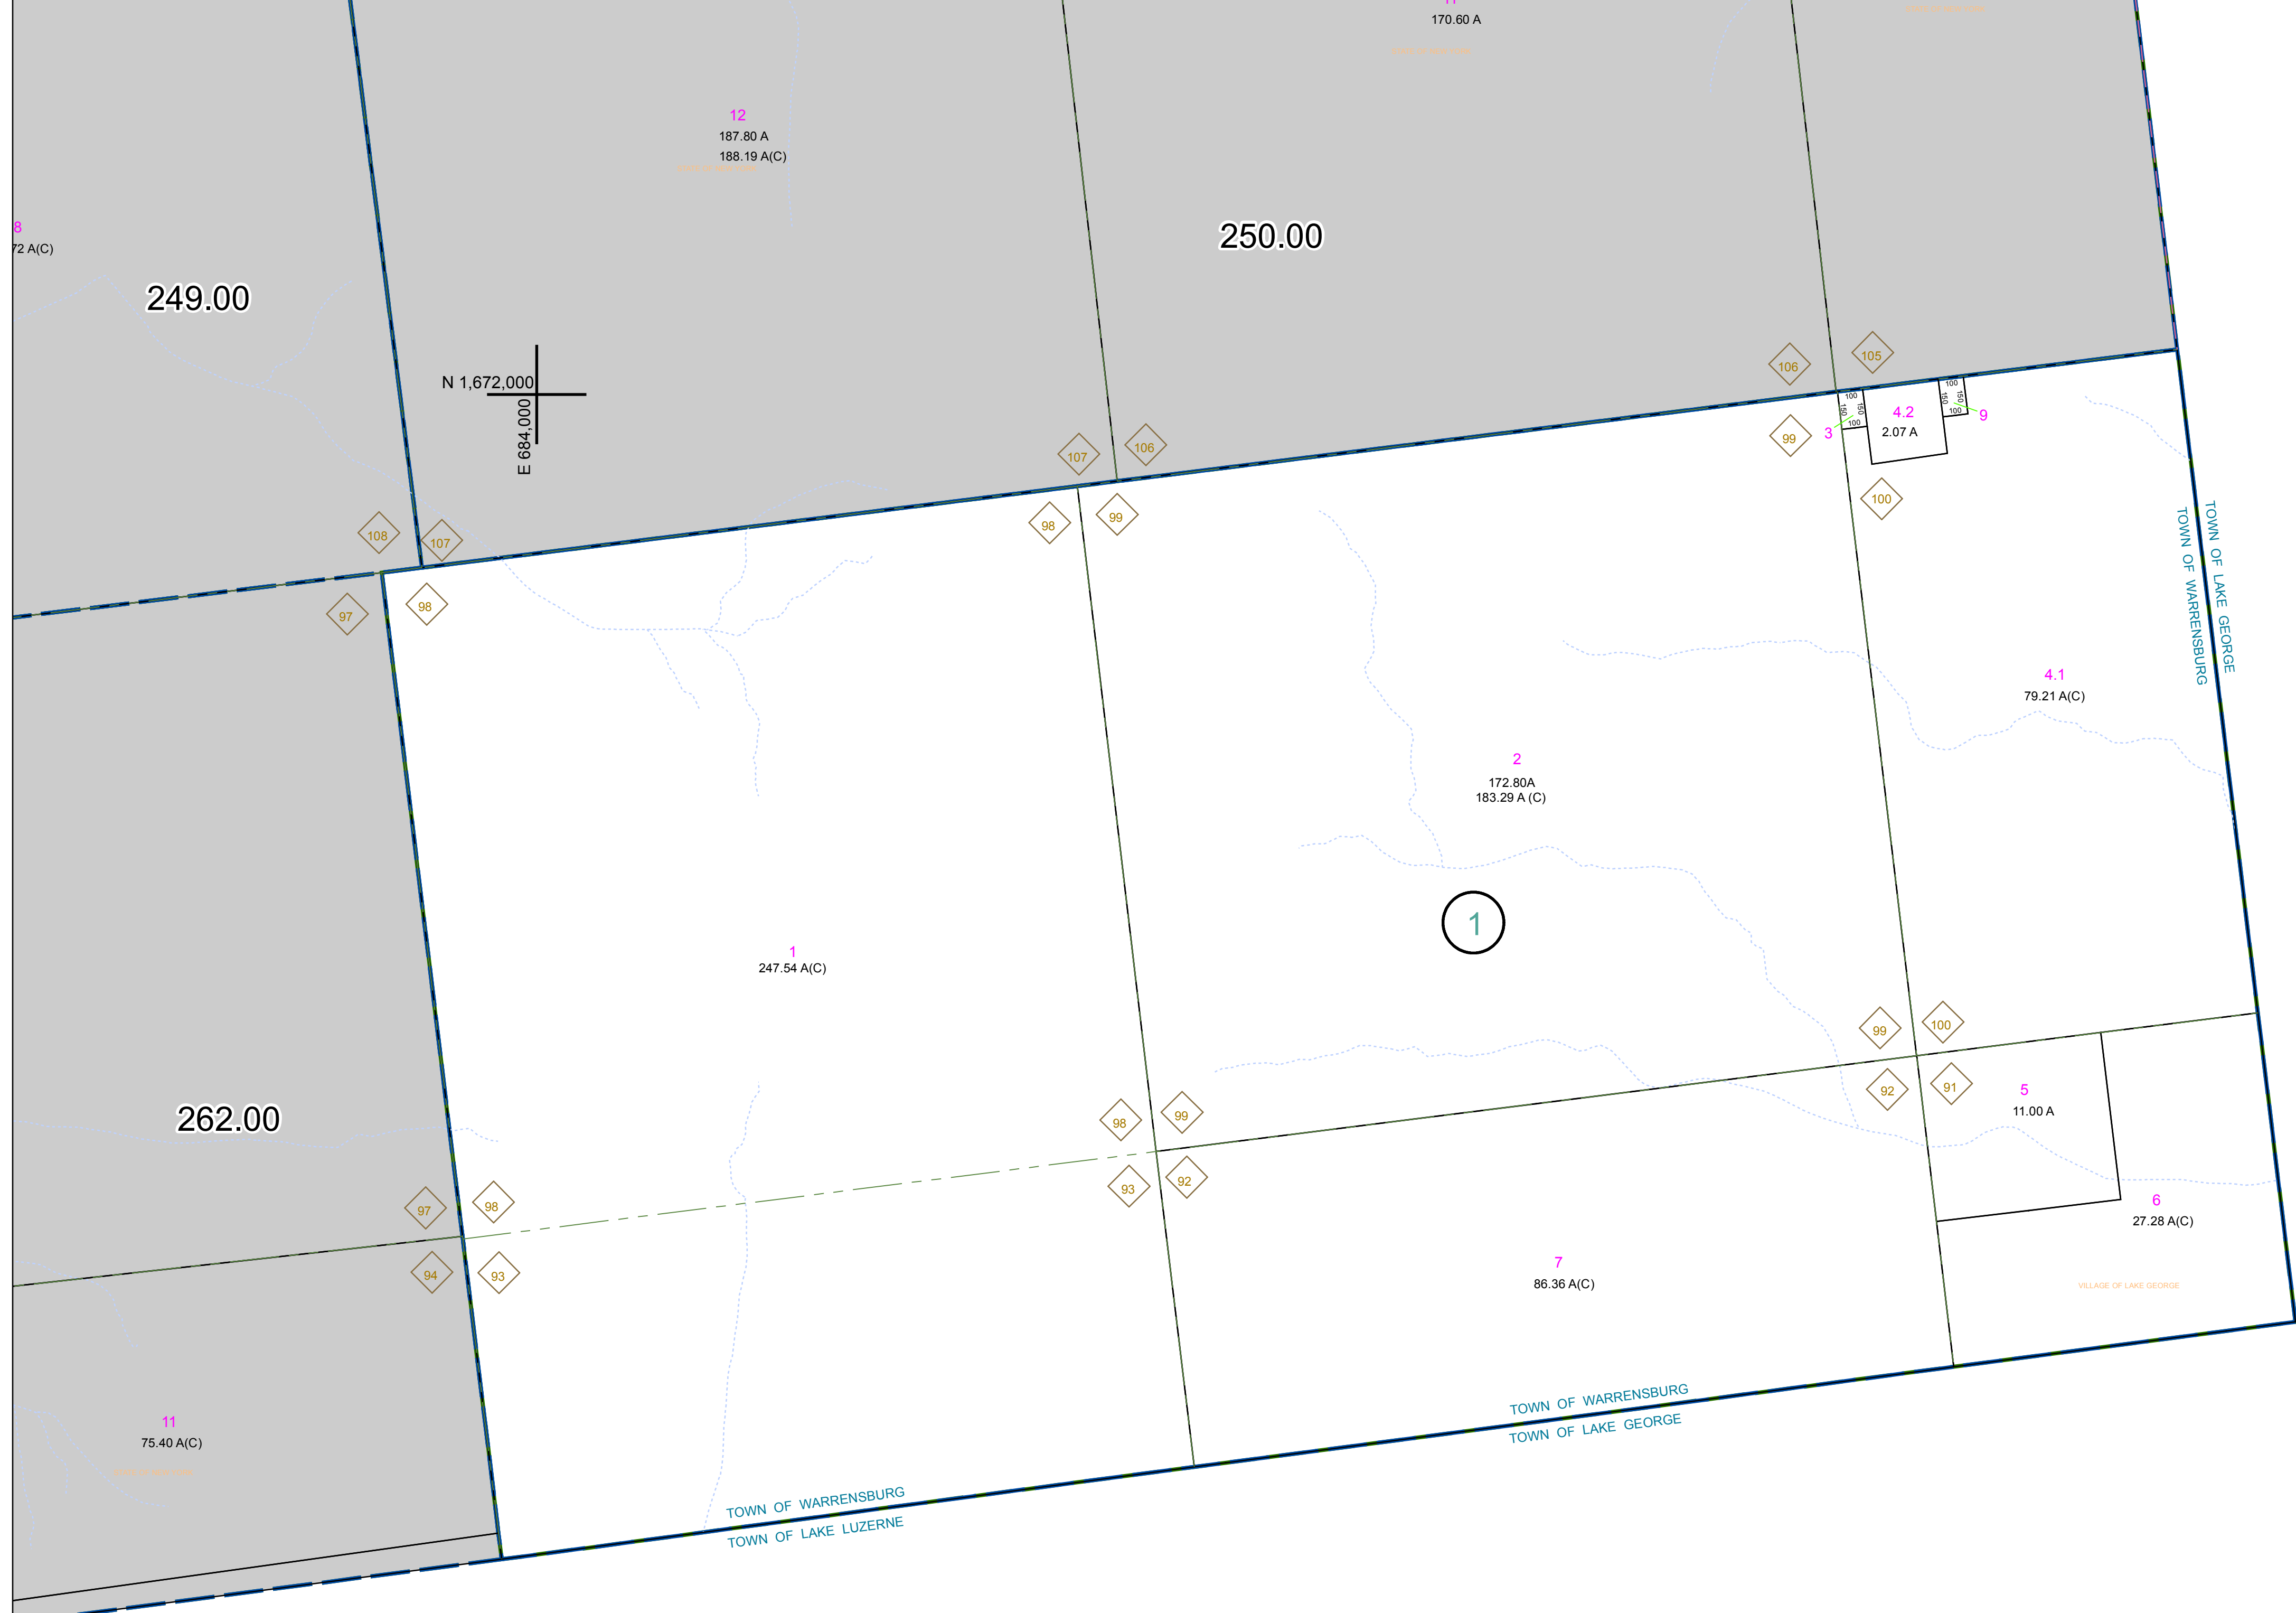 170.60 A
12
187.80 A
188.19 A(C)
8
72 A(C)
250.00
249.00
N 1,672,000
E 684,000
106
105
100
150
150
100
4.2
2.07 A
100
150
150
100
9
3
99
107
106
100
98
99
108
107
97
98
TOWN OF LAKE GEORGE
TOWN OF WARRENSBURG
4.1
79.21 A(C)
2
172.80A
183.29 A (C)
1
1
247.54 A(C)
99
100
92
91
5
11.00 A
262.00
98
99
93
92
97
98
94
93
6
27.28 A(C)
7
86.36 A(C)
VILLAGE OF LAKE GEORGE
TOWN OF WARRENSBURG
TOWN OF LAKE GEORGE
11
75.40 A(C)
TOWN OF WARRENSBURG
TOWN OF LAKE LUZERNE